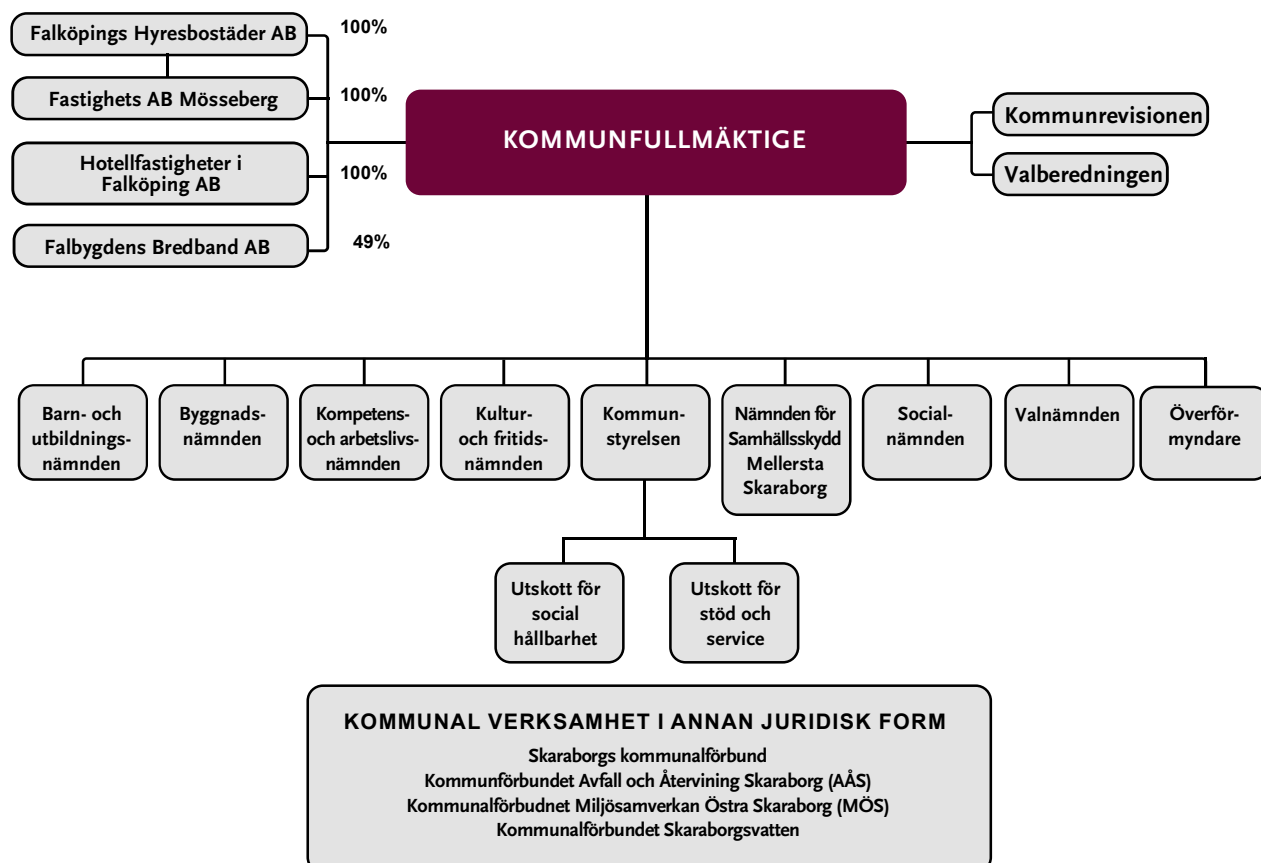 Falköpings Hyresbostäder AB
100%
Fastighets AB Mösseberg
100%
Hotellfastigheter i
Falköping AB
100%
Falbygdens Bredband AB
49%
KOMMUNFULLMÄKTIGE
Kommunrevisionen
Valberedningen
Barn- och
utbildnings-
nämnden
Byggnads-
nämnden
Kompetens-
och arbetslivs-
nämnden
Kultur-
och fritids-
nämnden
Kommun-
styrelsen
Nämnden för
Samhällsskydd
Mellersta
Skaraborg
Social-
nämnden
Valnämnden
Överför-
myndare
Utskott för
social
hållbarhet
Utskott för
stöd och
service
KOMMUNAL VERKSAMHET I ANNAN JURIDISK FORM
Skaraborgs kommunalförbund
Kommunförbundet Avfall och Återvining Skaraborg (AÅS)
Kommunalförbudnet Miljösamverkan Östra Skaraborg (MÖS)
Kommunalförbundet Skaraborgsvatten